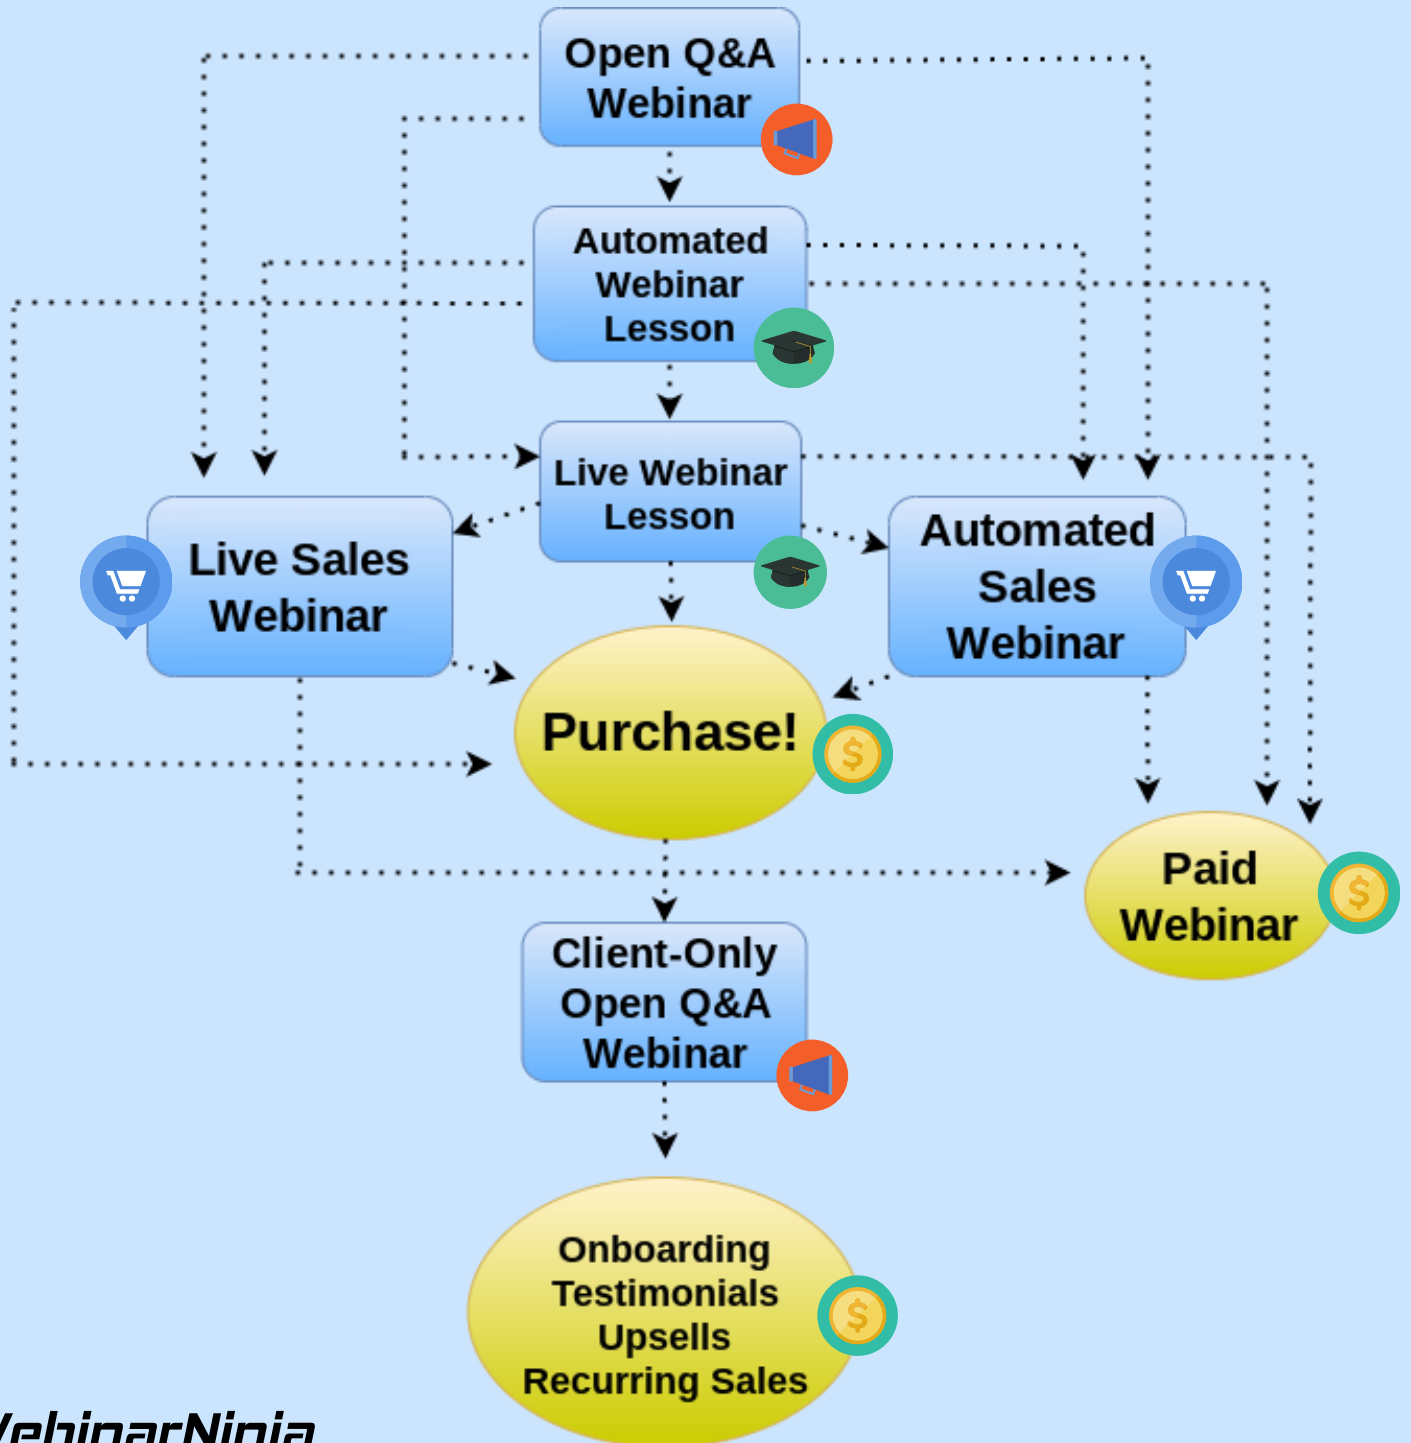 Open Q&A
Webinar
Automated
Webinar
Lesson
Live Webinar
Lesson
Live Sales
Webinar
Automated
Sales
Webinar
Purchase!
Paid
Webinar
Client-Only
Open Q&A
Webinar
Onboarding
Testimonials
Upsells
Recurring Sales
WebinarNinja